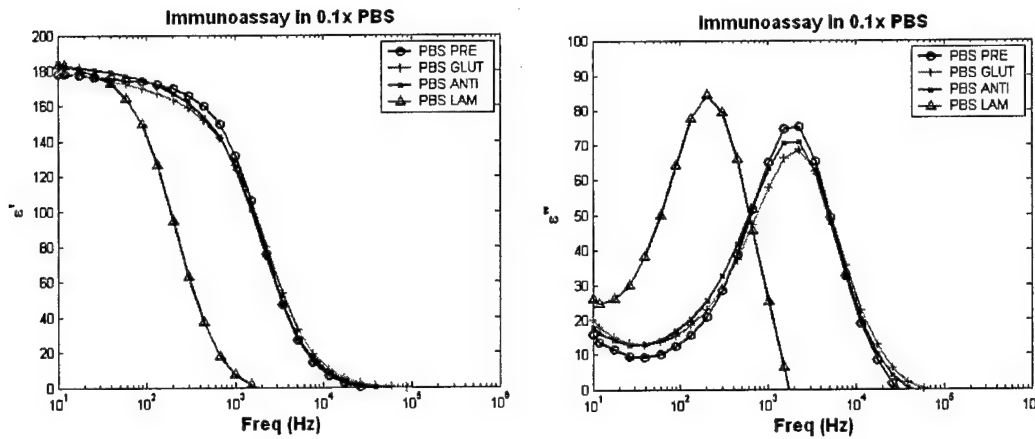 Immunoassay in 0.1x PBS
200
180
160
140
120
100
80
60
40
20
0
ε'
10¹ 10² 10³ 10⁴ 10⁵ 10⁶
Freq (Hz)
PBS PRE
PBS GLUT
PBS ANTI
PBS LAM
Immunoassay in 0.1x PBS
100
90
80
70
60
50
40
30
20
10
0
ε"
10¹ 10² 10³ 10⁴ 10⁵ 10⁶
Freq (Hz)
PBS PRE
PBS GLUT
PBS ANTI
PBS LAM